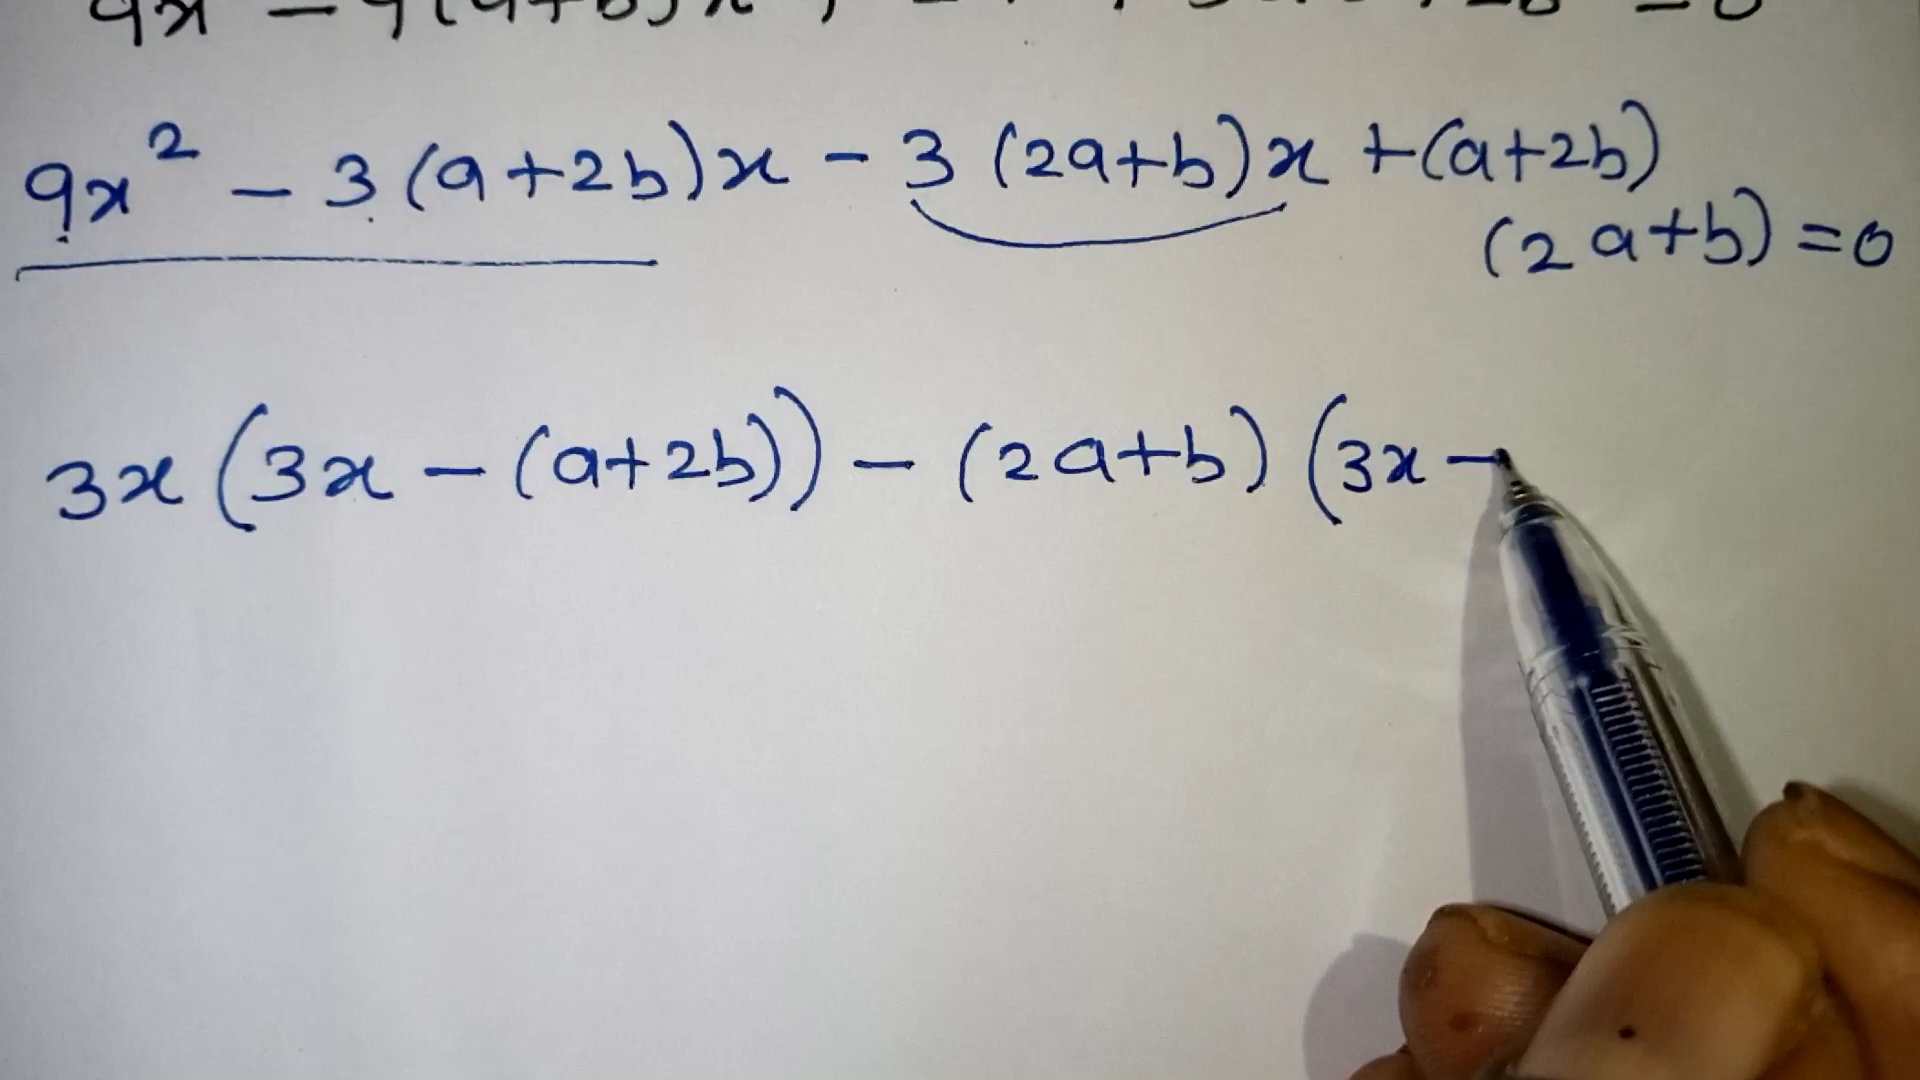 9x² - 3(a+2b)x - 3(2a+b)x + (a+2b)
(2a+b) = 0
3x(3x - (a+2b)) - (2a+b)(3x -